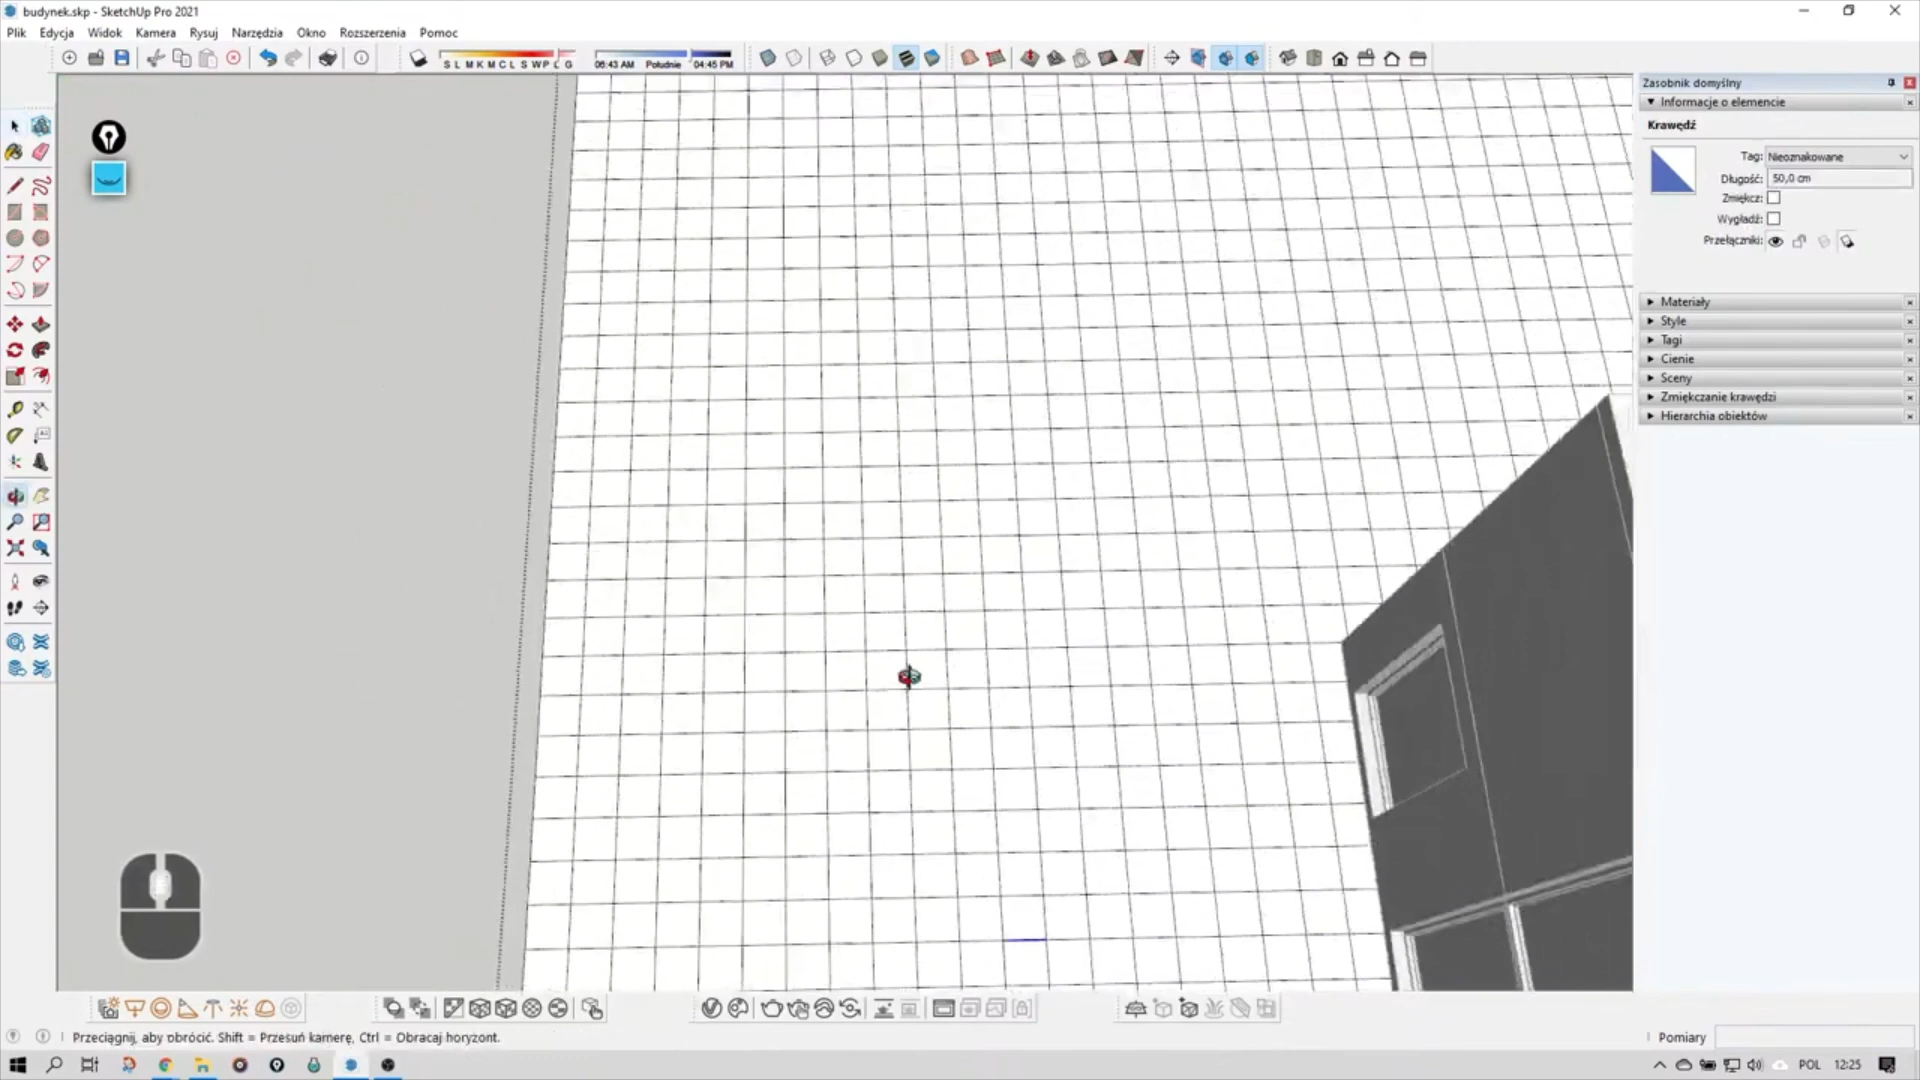 budynek.skp - SketchUp Pro 2021
Plik Edycja Widok Kamera Rysuj Narzędzia Okno Rozszerzenia Pomoc
S L M K M C L S W P L G
06:43 AM Południe 04:45 PM
Zasobnik domyślny
Informacje o elemencie
Krawędź
Tag: Nieoznakowane
Długość: 50,0 cm
Zmiękcz:
Wygładź:
Przełączniki:
Materiały
Style
Tagi
Cienie
Sceny
Zmiękczanie krawędzi
Hierarchia obiektów
Przeciągnij, aby obrócić. Shift = Przesuń kamerę, Ctrl = Obracaj horyzont.
Pomiary
POL 12:25